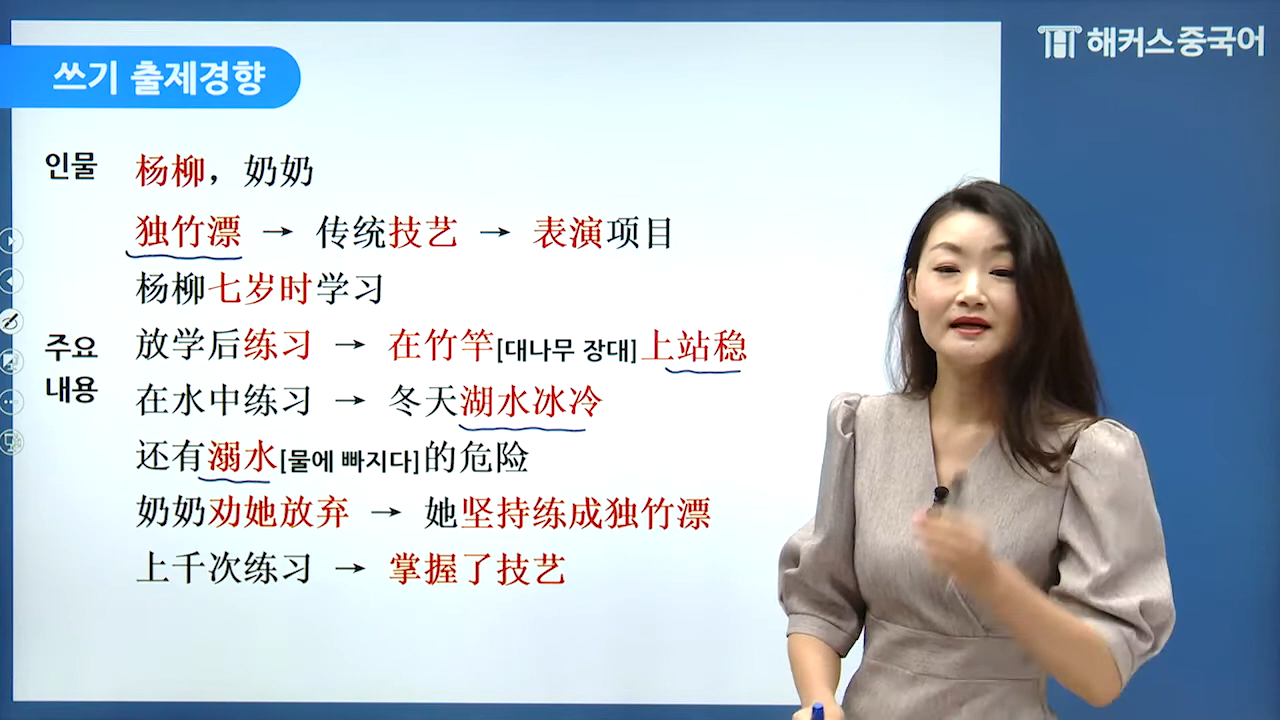 해커스중국어
쓰기 출제경향
인물
杨柳，奶奶
独竹漂 → 传统技艺 → 表演项目
杨柳七岁时学习
주요
내용
放学后练习 → 在竹竿[대나무 장대]上站稳
在水中练习 → 冬天湖水冰冷
还有溺水[물에 빠지다]的危险
奶奶劝她放弃 → 她坚持练成独竹漂
上千次练习 → 掌握了技艺